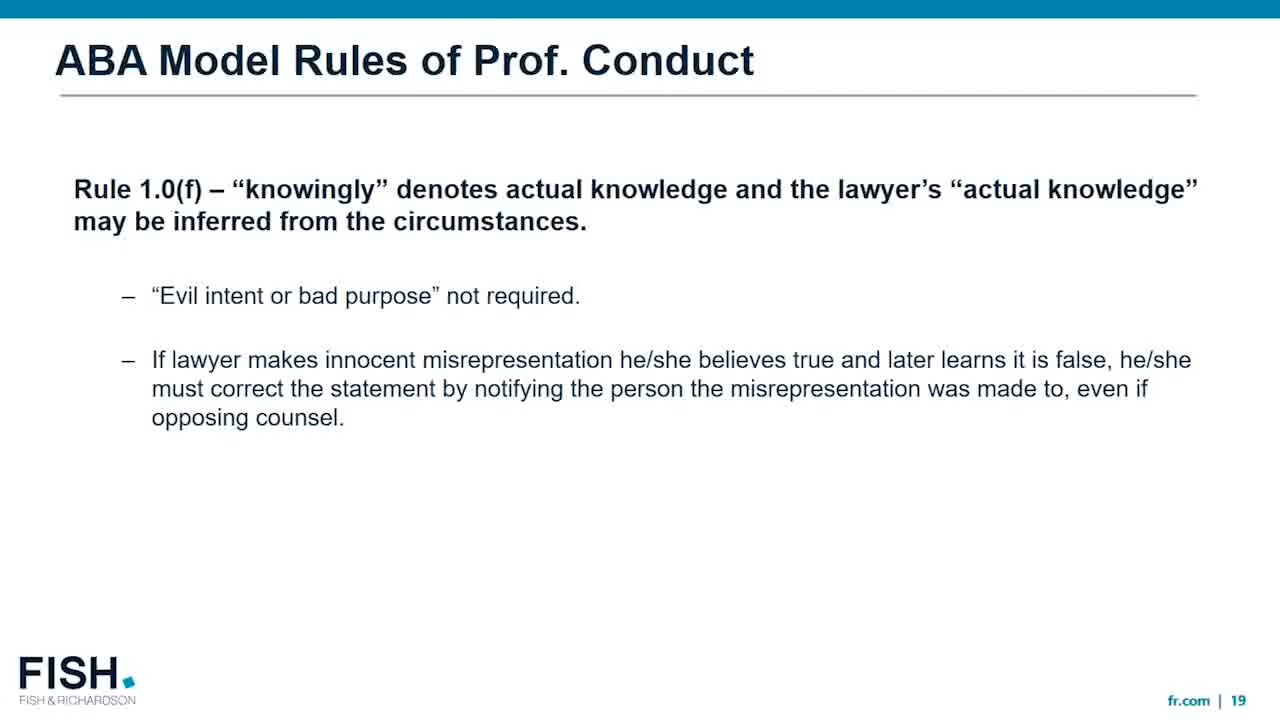 ABA Model Rules of Prof. Conduct
Rule 1.0(f) – “knowingly” denotes actual knowledge and the lawyer’s “actual knowledge”
may be inferred from the circumstances.
– “Evil intent or bad purpose” not required.
– If lawyer makes innocent misrepresentation he/she believes true and later learns it is false, he/she
must correct the statement by notifying the person the misrepresentation was made to, even if
opposing counsel.
FISH.
FISH & RICHARDSON
fr.com | 19